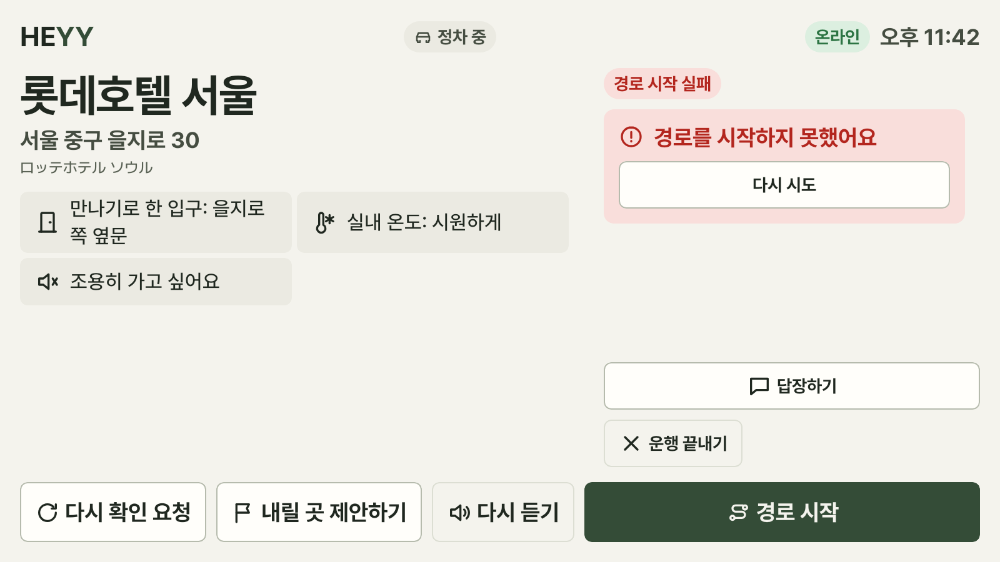 HEYY
정차 중
온라인
오후 11:42
롯데호텔 서울
서울 중구 을지로 30
ロッテホテル ソウル
만나기로 한 입구: 을지로
쪽 옆문
실내 온도: 시원하게
조용히 가고 싶어요
경로 시작 실패
경로를 시작하지 못했어요
다시 시도
답장하기
운행 끝내기
다시 확인 요청
내릴 곳 제안하기
다시 듣기
경로 시작